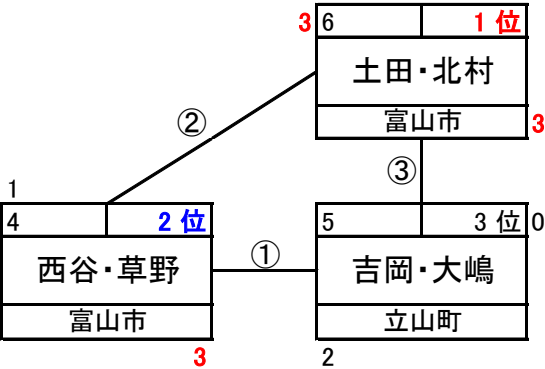 3 6 1 位
土田・北村
富山市 3
②
③
1
4 2 位
西谷・草野
富山市
3
①
5 3 位 0
吉岡・大嶋
立山町
2